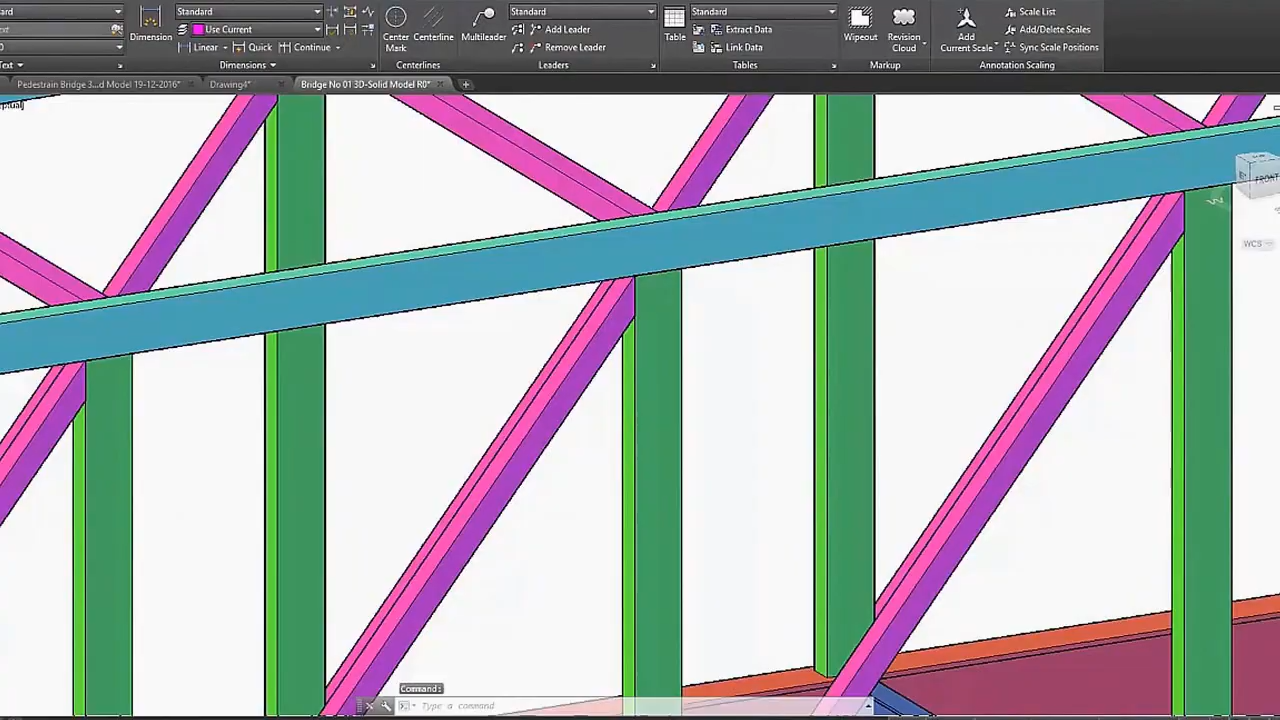 ard Standard Standard Standard Scale List
Dimension Use Current Center Mark Centerline Multileader Add Leader Table Extract Data Wipeout Revision Cloud Add Current Scale Add/Delete Scales
0 Linear Quick Continue Remove Leader Link Data Sync Scale Positions
Text Dimensions Centerlines Leaders Tables Markup Annotation Scaling
Pedestrain Bridge 3...d Model 19-12-2016* Drawing4* Bridge No 01 3D-Solid Model R0*
FRONT
WCS
Command:
Type a command